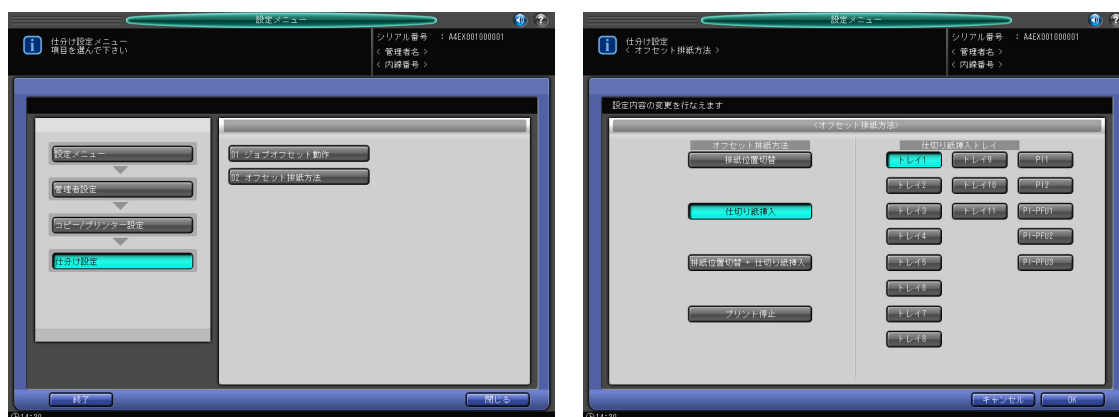 設定メニュー
仕分け設定メニュー
項目を選んで下さい
シリアル番号 : A4EX001000001
< 管理者名 >
< 内線番号 >
設定メニュー
管理者設定
コピー/プリンター設定
仕分け設定
01 ジョブオフセット動作
02 オフセット排紙方法
終了
閉じる
14:30
設定メニュー
仕分け設定
< オフセット排紙方法 >
シリアル番号 : A4EX001000001
< 管理者名 >
< 内線番号 >
設定内容の変更を行なえます
<オフセット排紙方法>
オフセット排紙方法
仕切り紙挿入トレイ
排紙位置切替
トレイ1 トレイ9 PI1
トレイ2 トレイ10 PI2
仕切り紙挿入
トレイ3 トレイ11 PI-PFU1
トレイ4 PI-PFU2
排紙位置切替 + 仕切り紙挿入
トレイ5 PI-PFU3
トレイ6
プリント停止
トレイ7
トレイ8
キャンセル
OK
14:30